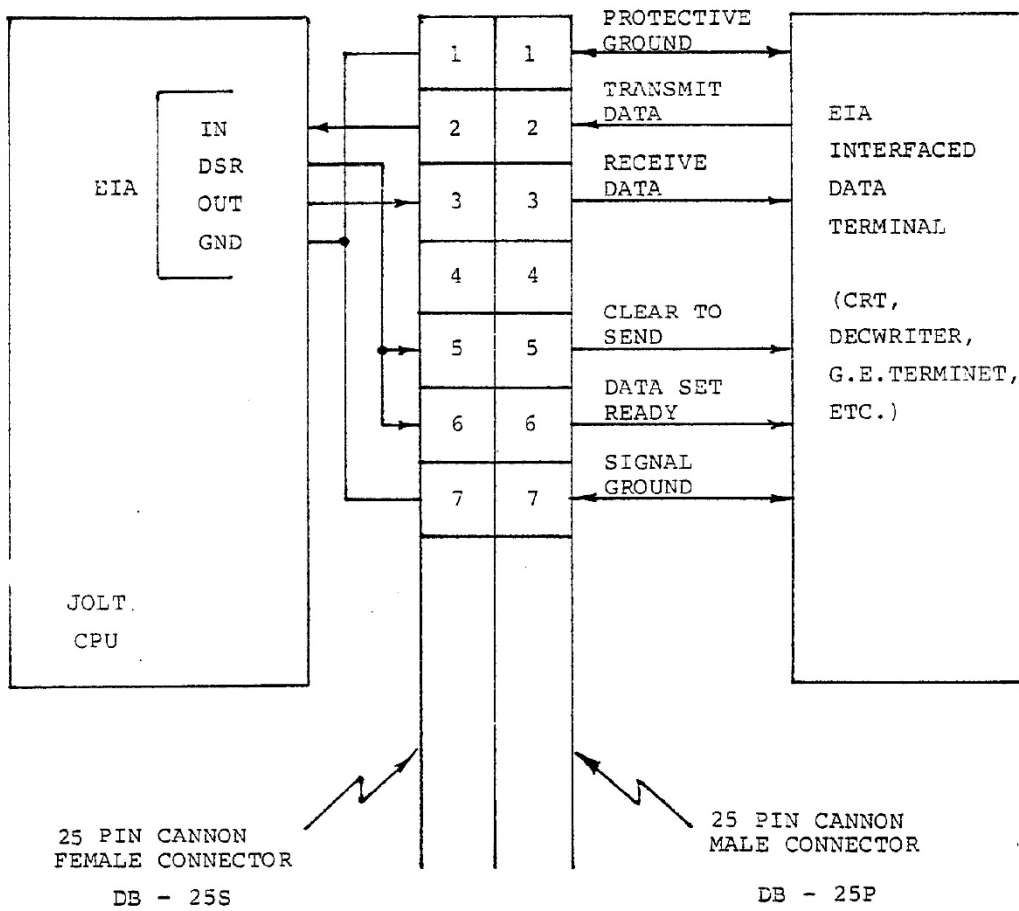 EIA
IN
DSR
OUT
GND
JOLT
CPU
1 1
2 2
3 3
4 4
5 5
6 6
7 7
PROTECTIVE
GROUND
TRANSMIT
DATA
RECEIVE
DATA
CLEAR TO
SEND
DATA SET
READY
SIGNAL
GROUND
EIA
INTERFACED
DATA
TERMINAL
(CRT,
DECWRITER,
G.E.TERMINET,
ETC.)
25 PIN CANNON
FEMALE CONNECTOR
DB - 25S
25 PIN CANNON
MALE CONNECTOR
DB - 25P